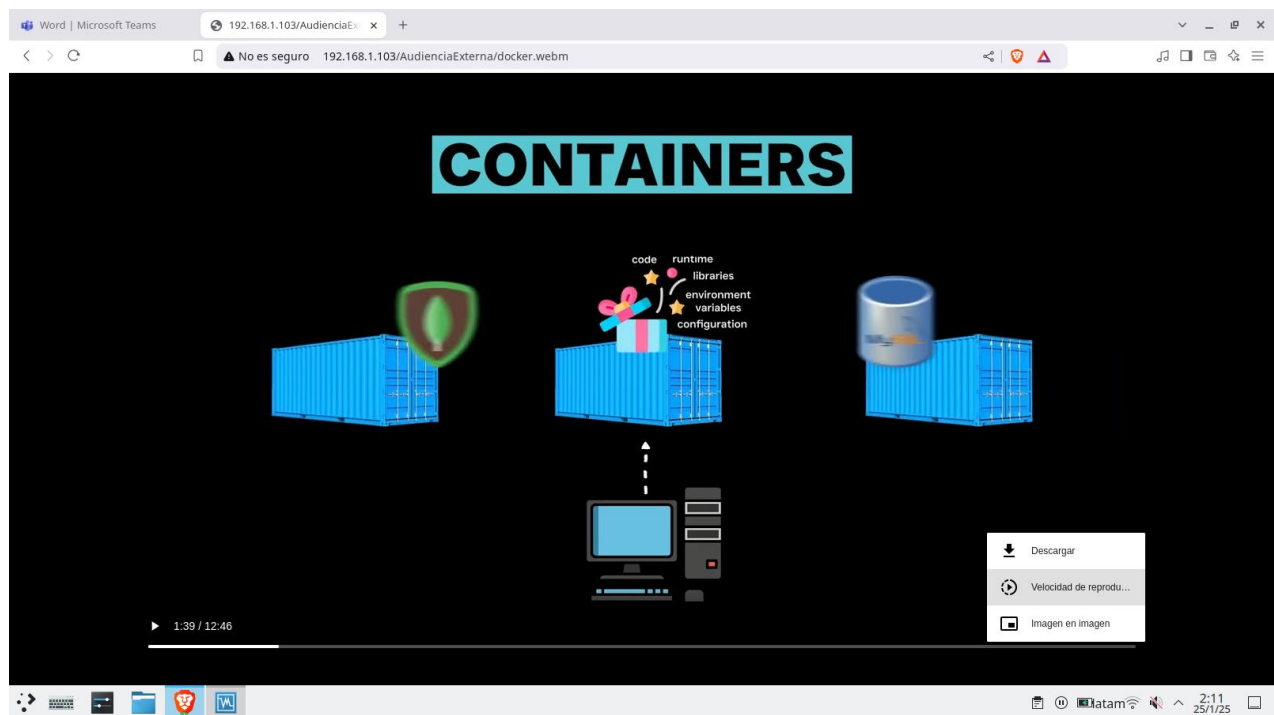 Word | Microsoft Teams
192.168.1.103/AudienciaEx
No es seguro 192.168.1.103/AudienciaExterna/docker.webm
CONTAINERS
code runtime
libraries
environment
variables
configuration
Descargar
Velocidad de reprodu...
Imagen en imagen
1:39 / 12:46
latam 2:11
25/1/25